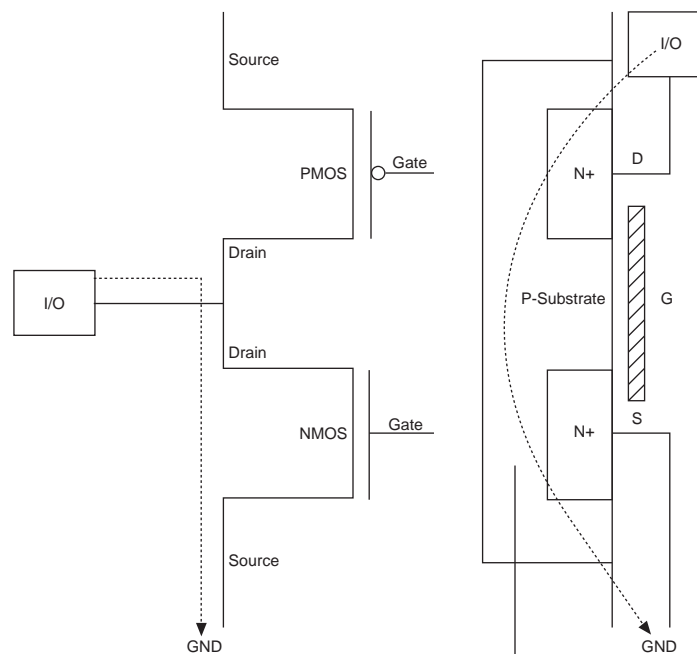 Source
PMOS
Gate
Drain
I/O
Drain
NMOS
Gate
Source
GND
I/O
D
N+
P-Substrate
G
S
N+
GND